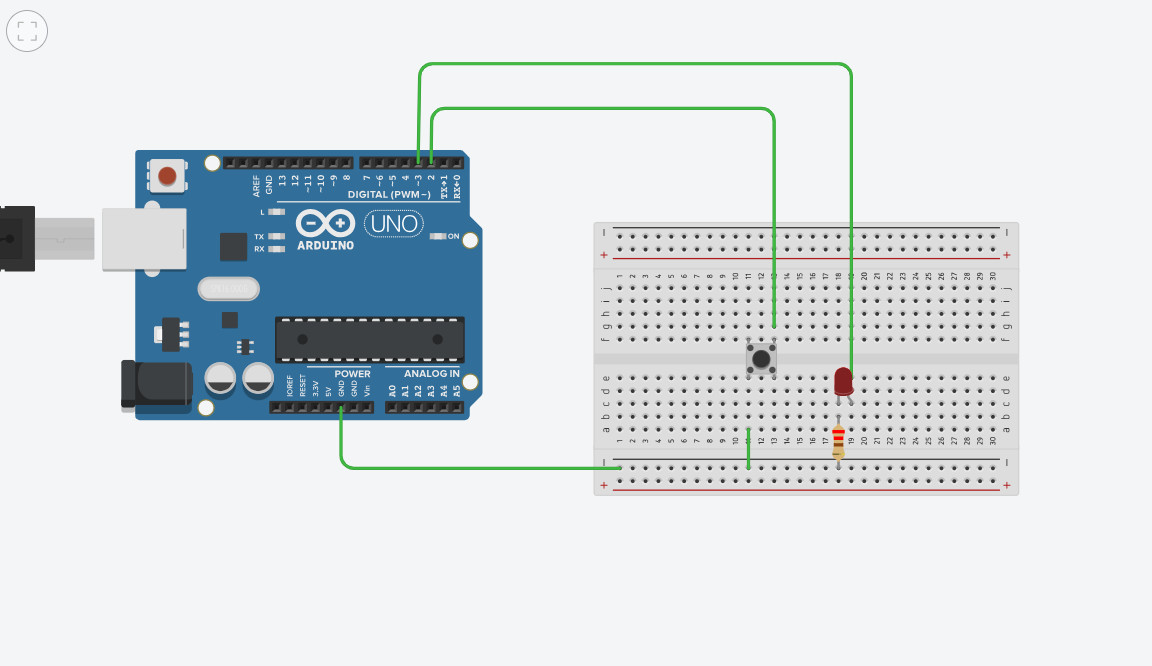 AREF
GND
13
12
~11
~10
~9
8
7
~6
~5
4
~3
2
TX→1
RX←0
DIGITAL (PWM~)
L
TX
RX
UNO
ON
ARDUINO
POWER
ANALOG IN
IOREF
RESET
3.3V
5V
GND
GND
Vin
A0
A1
A2
A3
A4
A5
− −
+ +
1 2 3 4 5 6 7 8 9 10 11 12 13 14 15 16 17 18 19 20 21 22 23 24 25 26 27 28 29 30
j j
i i
h h
g g
f f
e e
d d
c c
b b
a a
1 2 3 4 5 6 7 8 9 10 11 12 13 14 15 16 17 18 19 20 21 22 23 24 25 26 27 28 29 30
− −
+ +